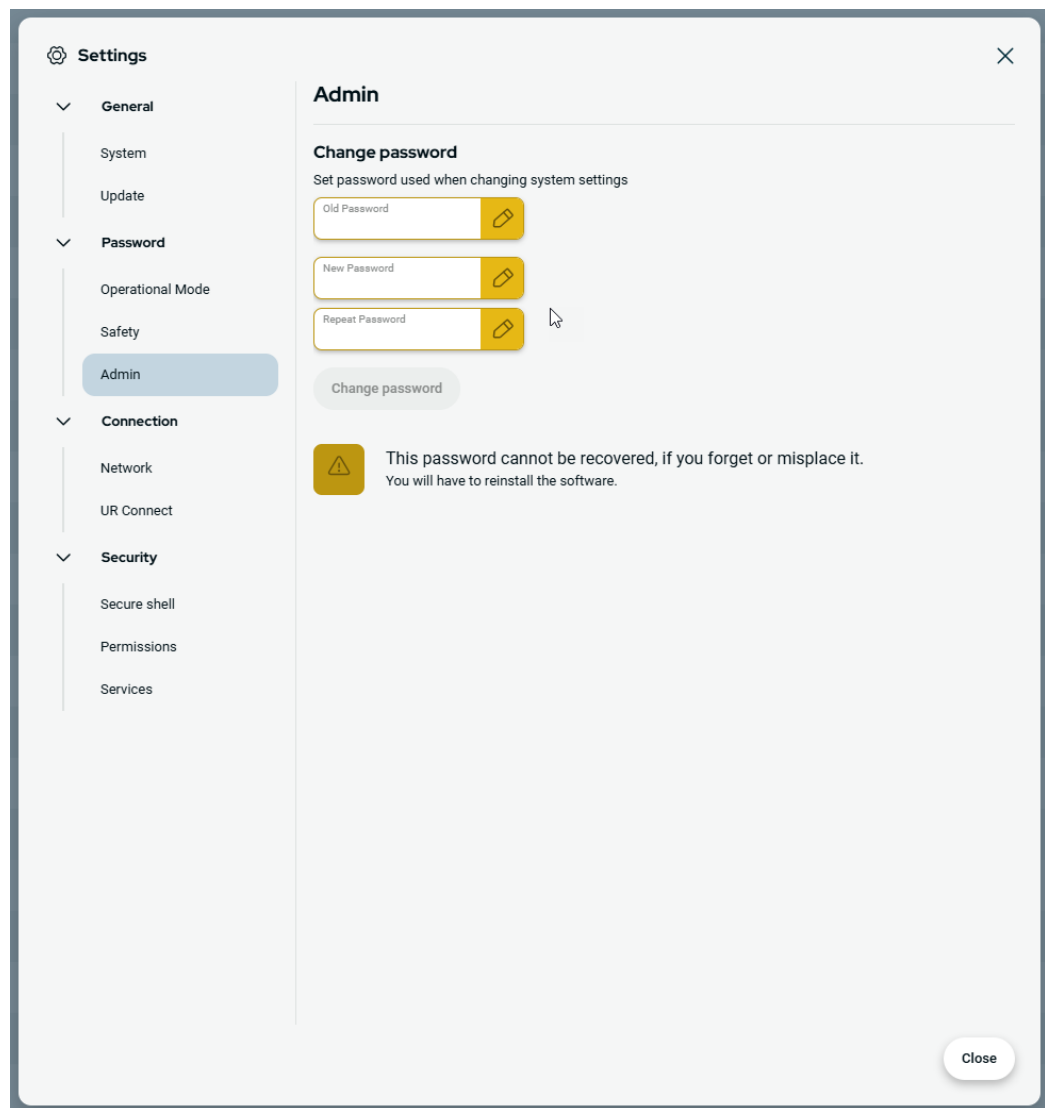 Settings
General
System
Update
Password
Operational Mode
Safety
Admin
Connection
Network
UR Connect
Security
Secure shell
Permissions
Services
Admin
Change password
Set password used when changing system settings
Old Password
New Password
Repeat Password
Change password
This password cannot be recovered, if you forget or misplace it.
You will have to reinstall the software.
Close